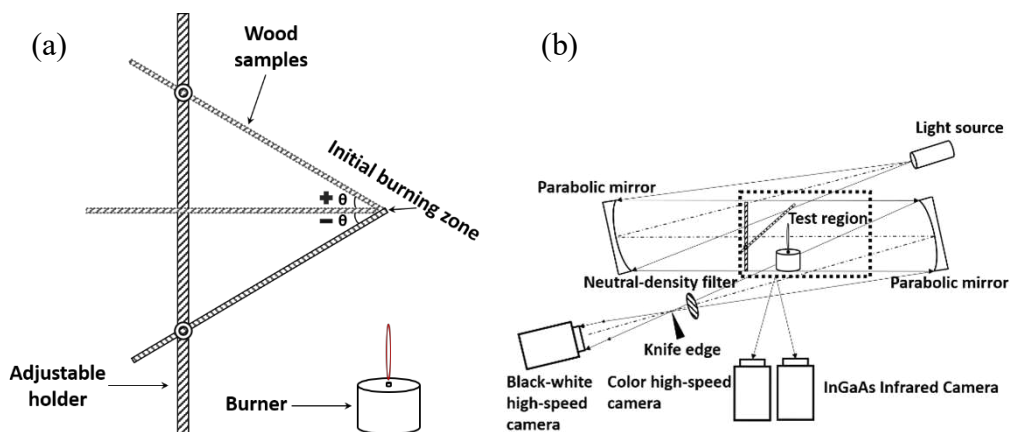 (a)
Wood
samples
Initial burning zone
+ θ
− θ
Adjustable
holder
Burner
(b)
Light source
Parabolic mirror
Test region
Neutral-density filter
Parabolic mirror
Knife edge
Black-white
high-speed
camera
Color high-speed
camera
InGaAs Infrared Camera